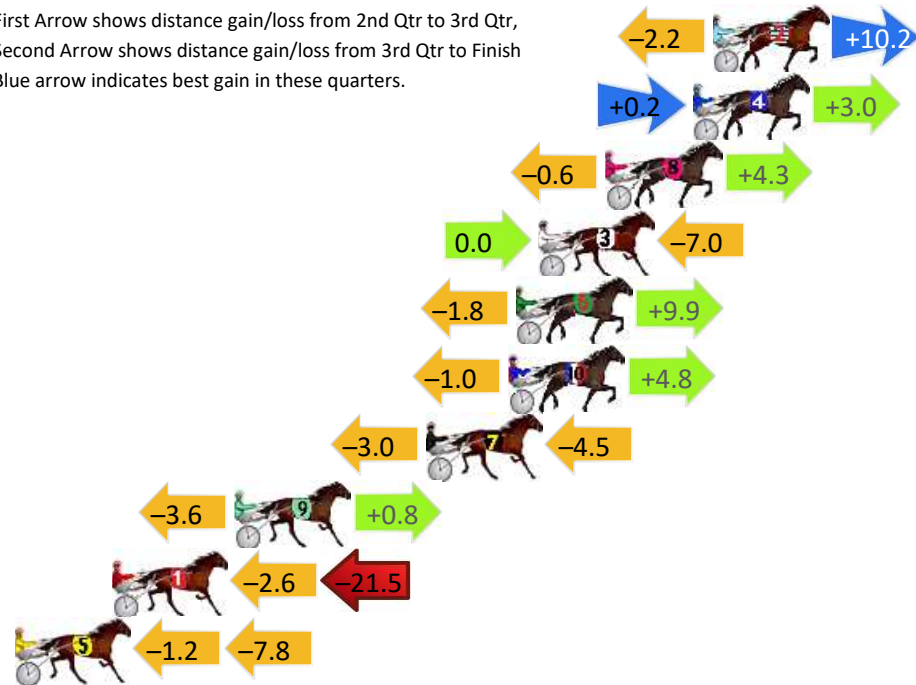 First Arrow shows distance gain/loss from 2nd Qtr to 3rd Qtr,
Second Arrow shows distance gain/loss from 3rd Qtr to Finish
Blue arrow indicates best gain in these quarters.
–2.2 +10.2
+0.2 4 +3.0
–0.6 8 +4.3
0.0 3 –7.0
–1.8 6 +9.9
–1.0 10 +4.8
–3.0 7 –4.5
–3.6 9 +0.8
1 –2.6 –21.5
5 –1.2 –7.8